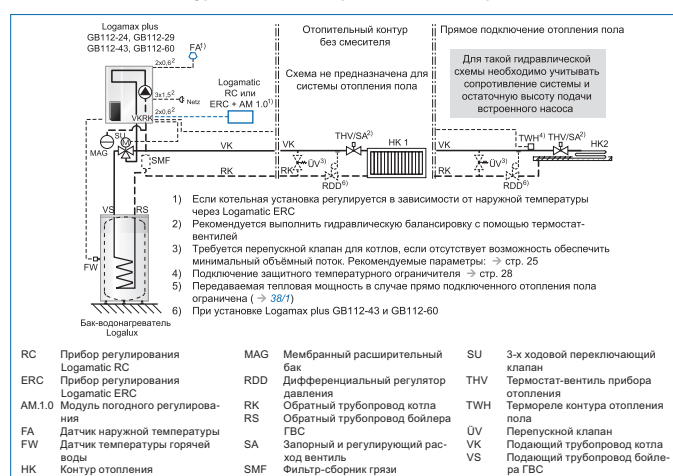 Logamax plus
GB112-24, GB112-29
GB112-43, GB112-60
FA1)
2x0,6²
3x1,5²
Netz
2x0,6²
VK RK
Logamatic
RC или
ERC + AM 1.0¹⁾
SU
M
MAG
SMF
VS
RS
FW
Бак-водонагреватель
Logalux
Отопительный контур
без смесителя
Схема не предназначена для
системы отопления пола
THV/SA²⁾
VK
VK
HK 1
ÜV³⁾
RK
RK
RDD⁶⁾
Прямое подключение отопления пола
Для такой гидравлической
схемы необходимо учитывать
сопротивление системы и
остаточную высоту подачи
встроенного насоса
TWH⁴⁾ THV/SA²⁾
VK
HK2
ÜV³⁾
RK
RDD⁶⁾
1) Если котельная установка регулируется в зависимости от наружной температуры
через Logamatic ERC
2) Рекомендуется выполнить гидравлическую балансировку с помощью термостат-
вентилей
3) Требуется перепускной клапан для котлов, если отсутствует возможность обеспечить
минимальный объёмный поток. Рекомендуемые параметры: → стр. 25
4) Подключение защитного температурного ограничителя → стр. 28
5) Передаваемая тепловая мощность в случае прямо подключенного отопления пола
ограничена ( → 38/1)
6) При установке Logamax plus GB112-43 и GB112-60
RC Прибор регулирования
Logamatic RC
ERC Прибор регулирования
Logamatic ERC
AM.1.0 Модуль погодного регулирова-
ния
FA Датчик наружной температуры
FW Датчик температуры горячей
воды
HK Контур отопления
MAG Мембранный расширительный
бак
RDD Дифференциальный регулятор
давления
RK Обратный трубопровод котла
RS Обратный трубопровод бойлера
ГВС
SA Запорный и регулирующий рас-
ход вентиль
SMF Фильтр-сборник грязи
SU 3-х ходовой переключающий
клапан
THV Термостат-вентиль прибора
отопления
TWH Термореле контура отопления
пола
ÜV Перепускной клапан
VK Подающий трубопровод котла
VS Подающий трубопровод бойле-
ра ГВС